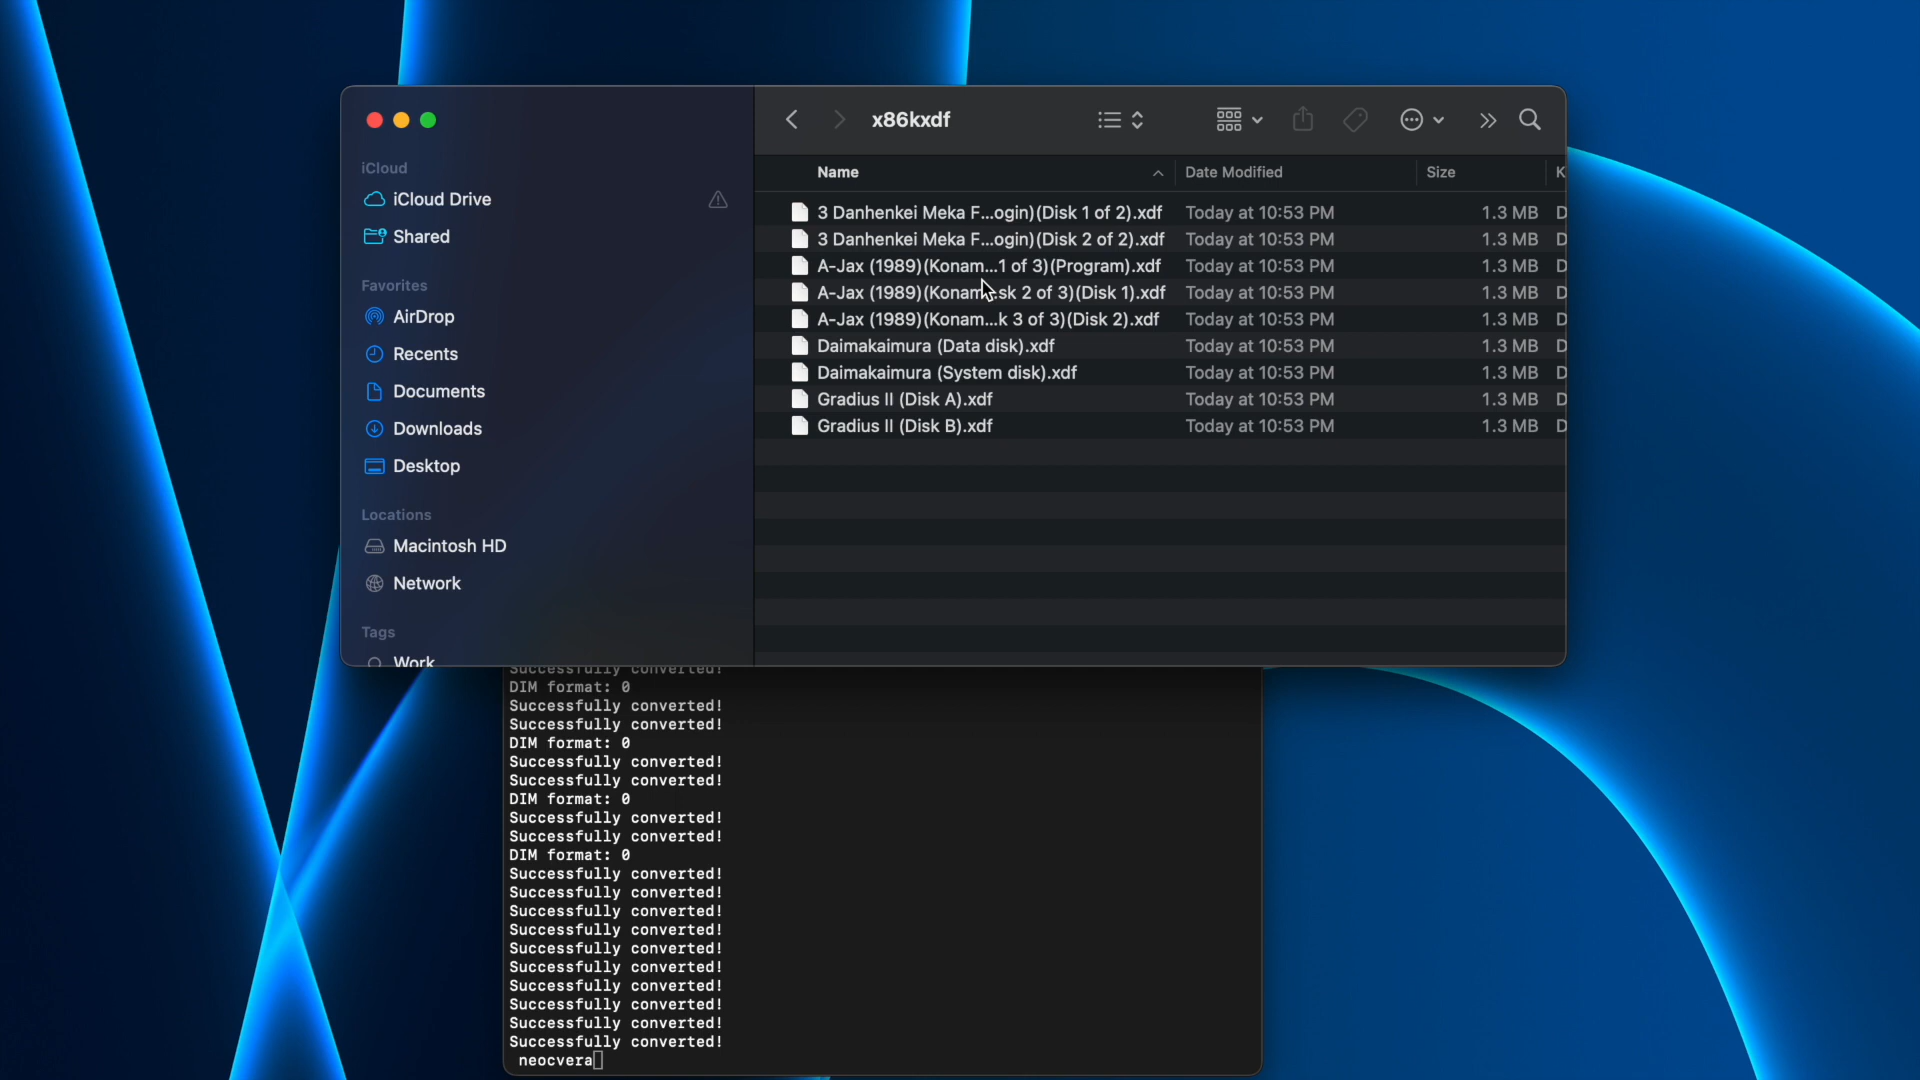 x86kxdf
iCloud
iCloud Drive
Shared
Favorites
AirDrop
Recents
Documents
Downloads
Desktop
Locations
Macintosh HD
Network
Tags
Work
Name Date Modified Size K
3 Danhenkei Meka F...ogin)(Disk 1 of 2).xdf Today at 10:53 PM 1.3 MB D
3 Danhenkei Meka F...ogin)(Disk 2 of 2).xdf Today at 10:53 PM 1.3 MB D
A-Jax (1989)(Konam...1 of 3)(Program).xdf Today at 10:53 PM 1.3 MB D
A-Jax (1989)(Konam...sk 2 of 3)(Disk 1).xdf Today at 10:53 PM 1.3 MB D
A-Jax (1989)(Konam...k 3 of 3)(Disk 2).xdf Today at 10:53 PM 1.3 MB D
Daimakaimura (Data disk).xdf Today at 10:53 PM 1.3 MB D
Daimakaimura (System disk).xdf Today at 10:53 PM 1.3 MB D
Gradius II (Disk A).xdf Today at 10:53 PM 1.3 MB D
Gradius II (Disk B).xdf Today at 10:53 PM 1.3 MB D
Successfully converted!
DIM format: 0
Successfully converted!
Successfully converted!
DIM format: 0
Successfully converted!
Successfully converted!
DIM format: 0
Successfully converted!
Successfully converted!
DIM format: 0
Successfully converted!
Successfully converted!
Successfully converted!
Successfully converted!
Successfully converted!
Successfully converted!
Successfully converted!
Successfully converted!
Successfully converted!
Successfully converted!
neocvera